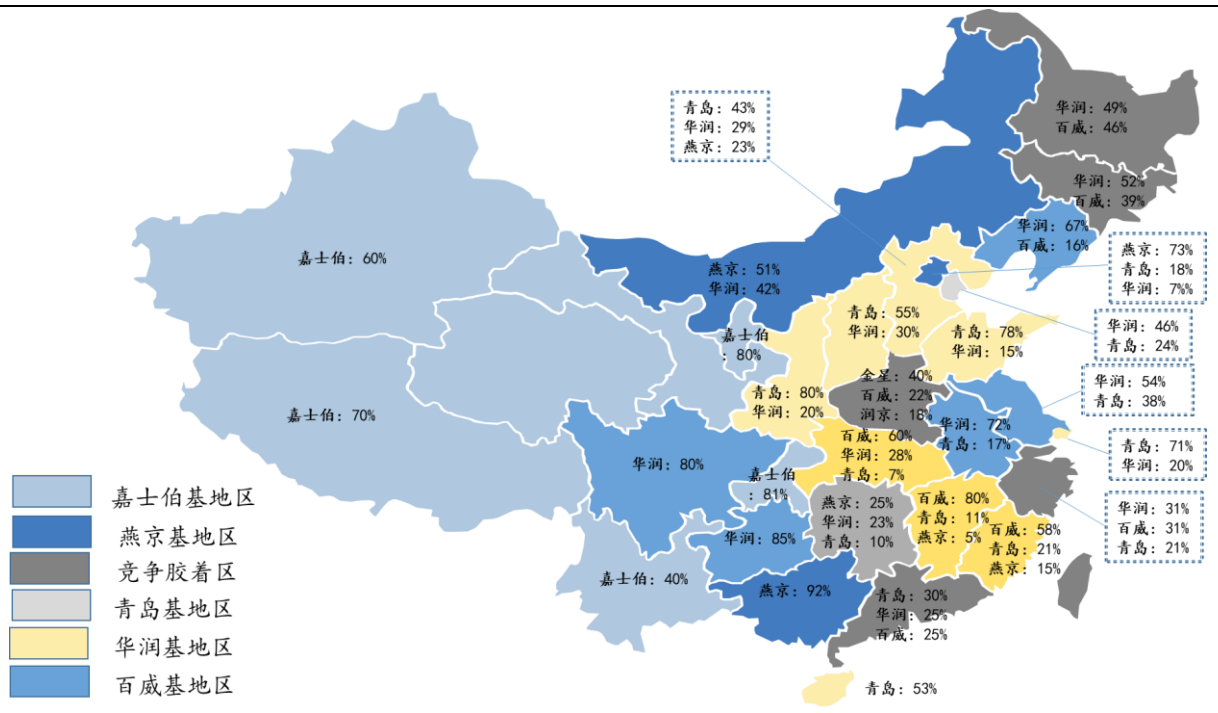 青岛: 43%
华润: 29%
燕京: 23%
华润: 49%
百威: 46%
华润: 52%
百威: 39%
华润: 67%
百威: 16%
燕京: 73%
青岛: 18%
华润: 7%%
嘉士伯: 60%
燕京: 51%
华润: 42%
青岛: 55%
华润: 30%
华润: 46%
青岛: 24%
嘉士伯
: 80%
青岛: 78%
华润: 15%
金星: 40%
百威: 22%
润京: 18%
华润: 54%
青岛: 38%
嘉士伯: 70%
青岛: 80%
华润: 20%
华润: 72%
青岛: 17%
百威: 60%
华润: 28%
青岛: 7%
青岛: 71%
华润: 20%
华润: 80%
嘉士伯
: 81%
燕京: 25%
华润: 23%
青岛: 10%
百威: 80%
青岛: 11%
燕京: 5%
百威: 58%
青岛: 21%
燕京: 15%
华润: 31%
百威: 31%
青岛: 21%
华润: 85%
嘉士伯: 40%
燕京: 92%
青岛: 30%
华润: 25%
百威: 25%
青岛: 53%
嘉士伯基地区
燕京基地区
竞争胶着区
青岛基地区
华润基地区
百威基地区